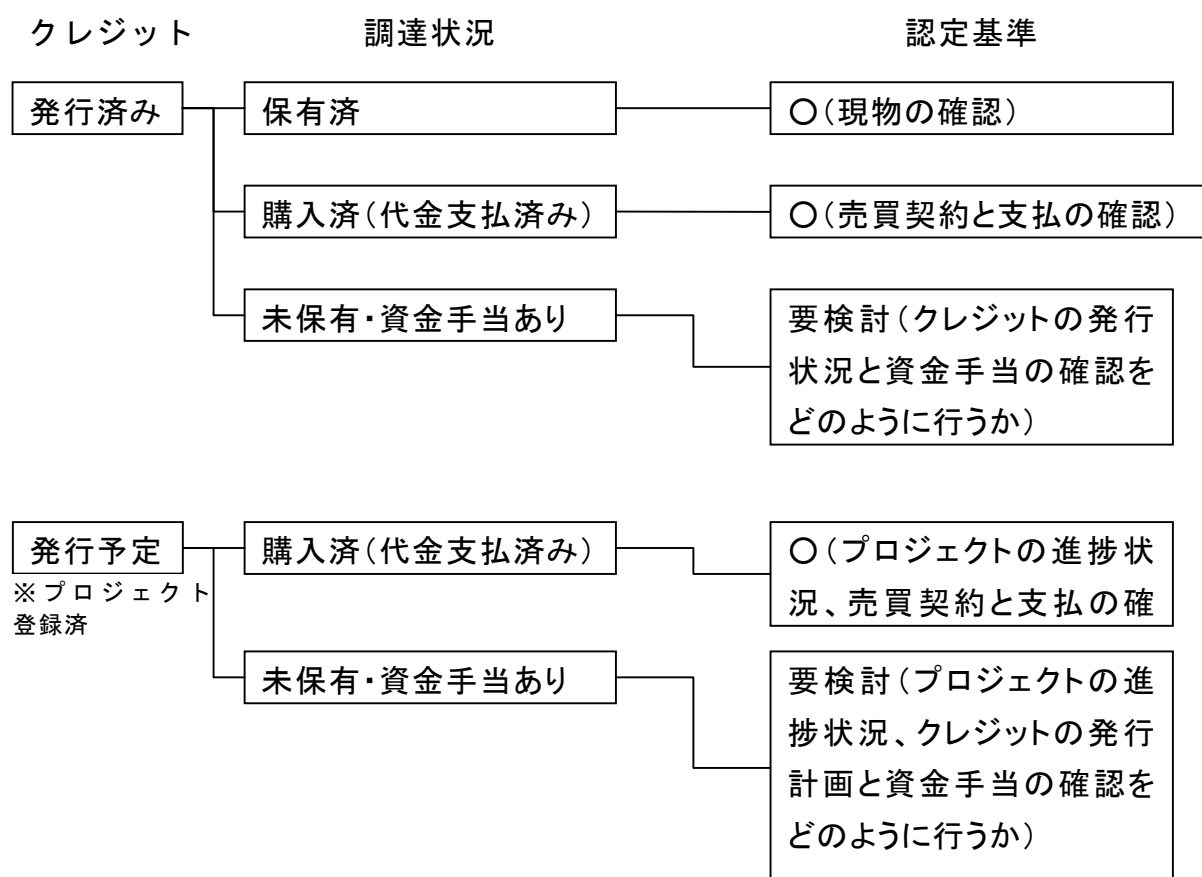 クレジット 調達状況 認定基準
発行済み 保有済 〇(現物の確認)
購入済(代金支払済み) 〇(売買契約と支払の確認)
未保有・資金手当あり 要検討(クレジットの発行
状況と資金手当の確認を
どのように行うか)
発行予定 購入済(代金支払済み) 〇(プロジェクトの進捗状
※プロジェクト
登録済
況、売買契約と支払の確
未保有・資金手当あり 要検討(プロジェクトの進
捗状況、クレジットの発行
計画と資金手当の確認を
どのように行うか)